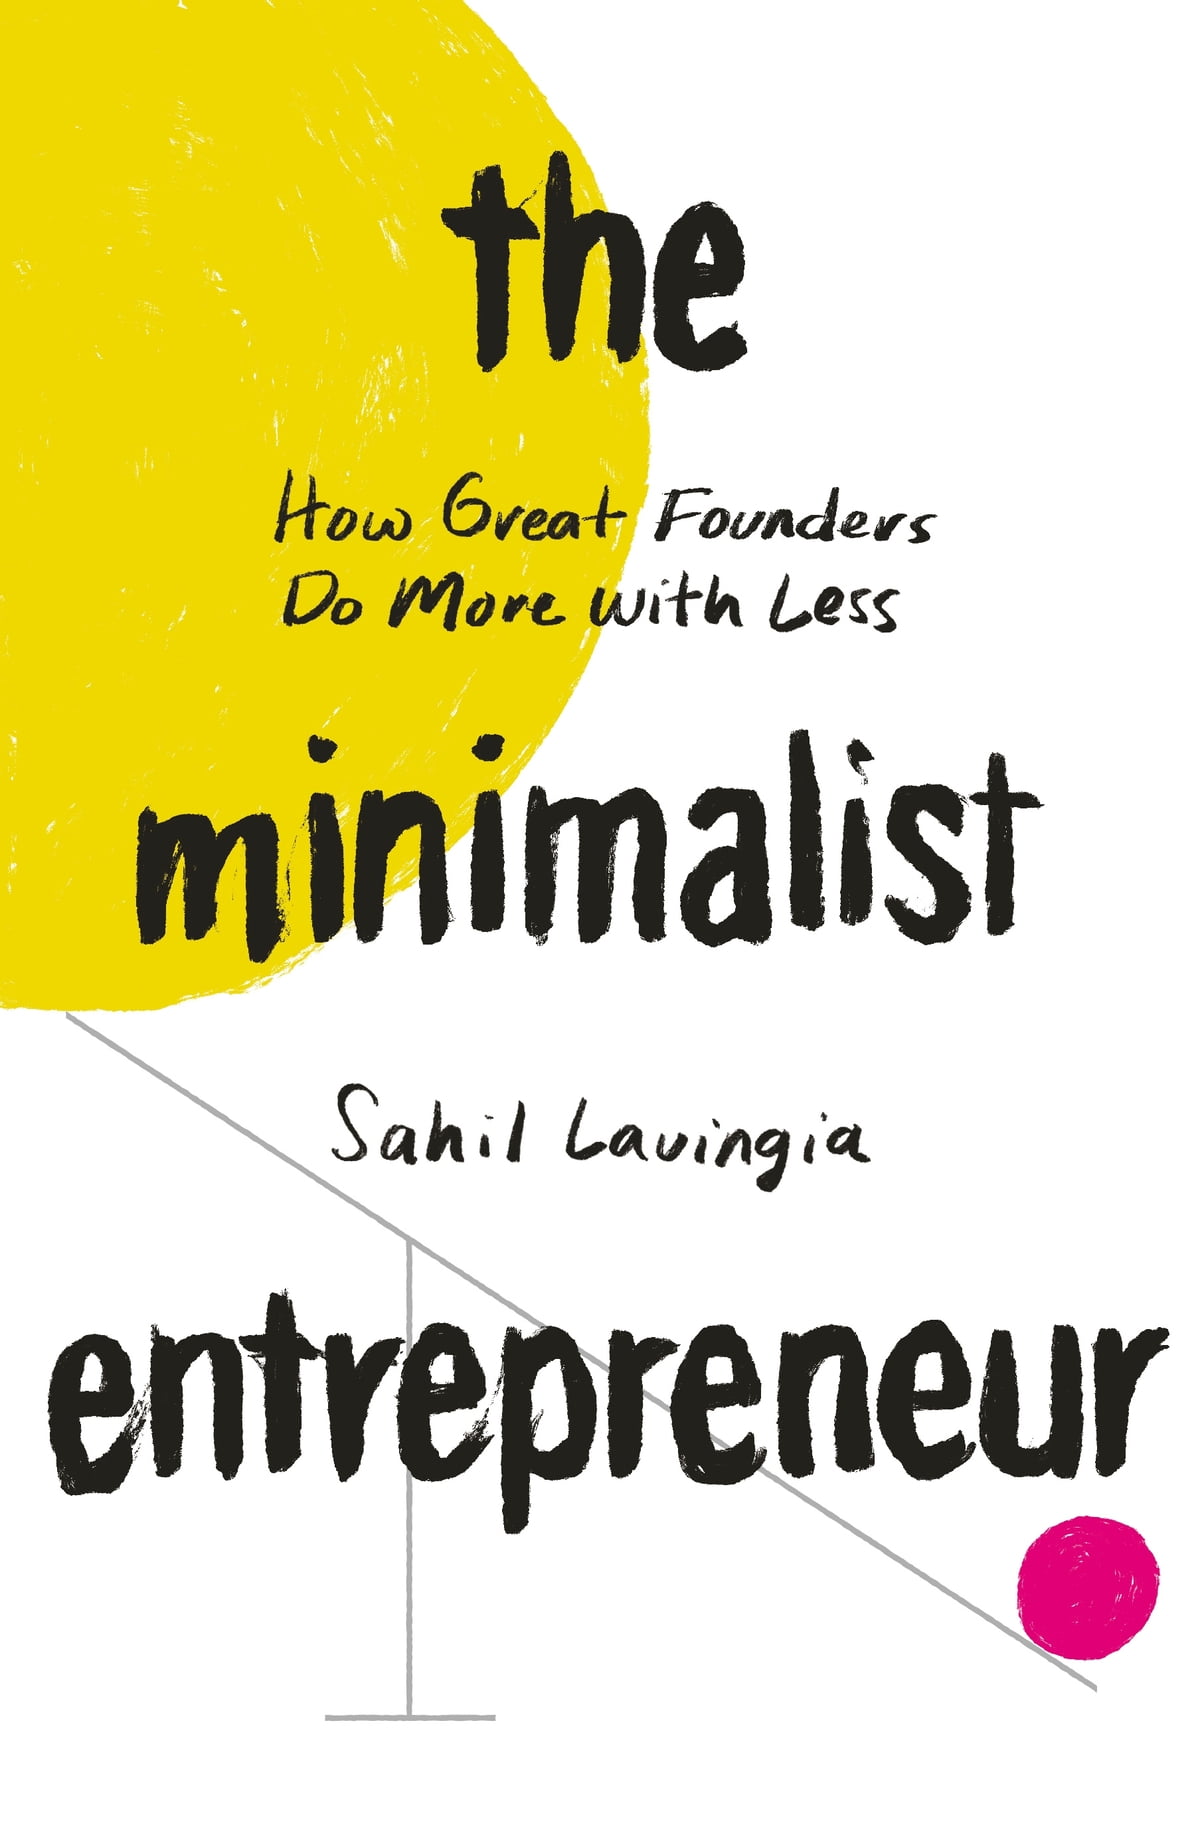 the
How Great Founders
Do More with Less
minimalist
Sahil Lavingia
entrepreneur